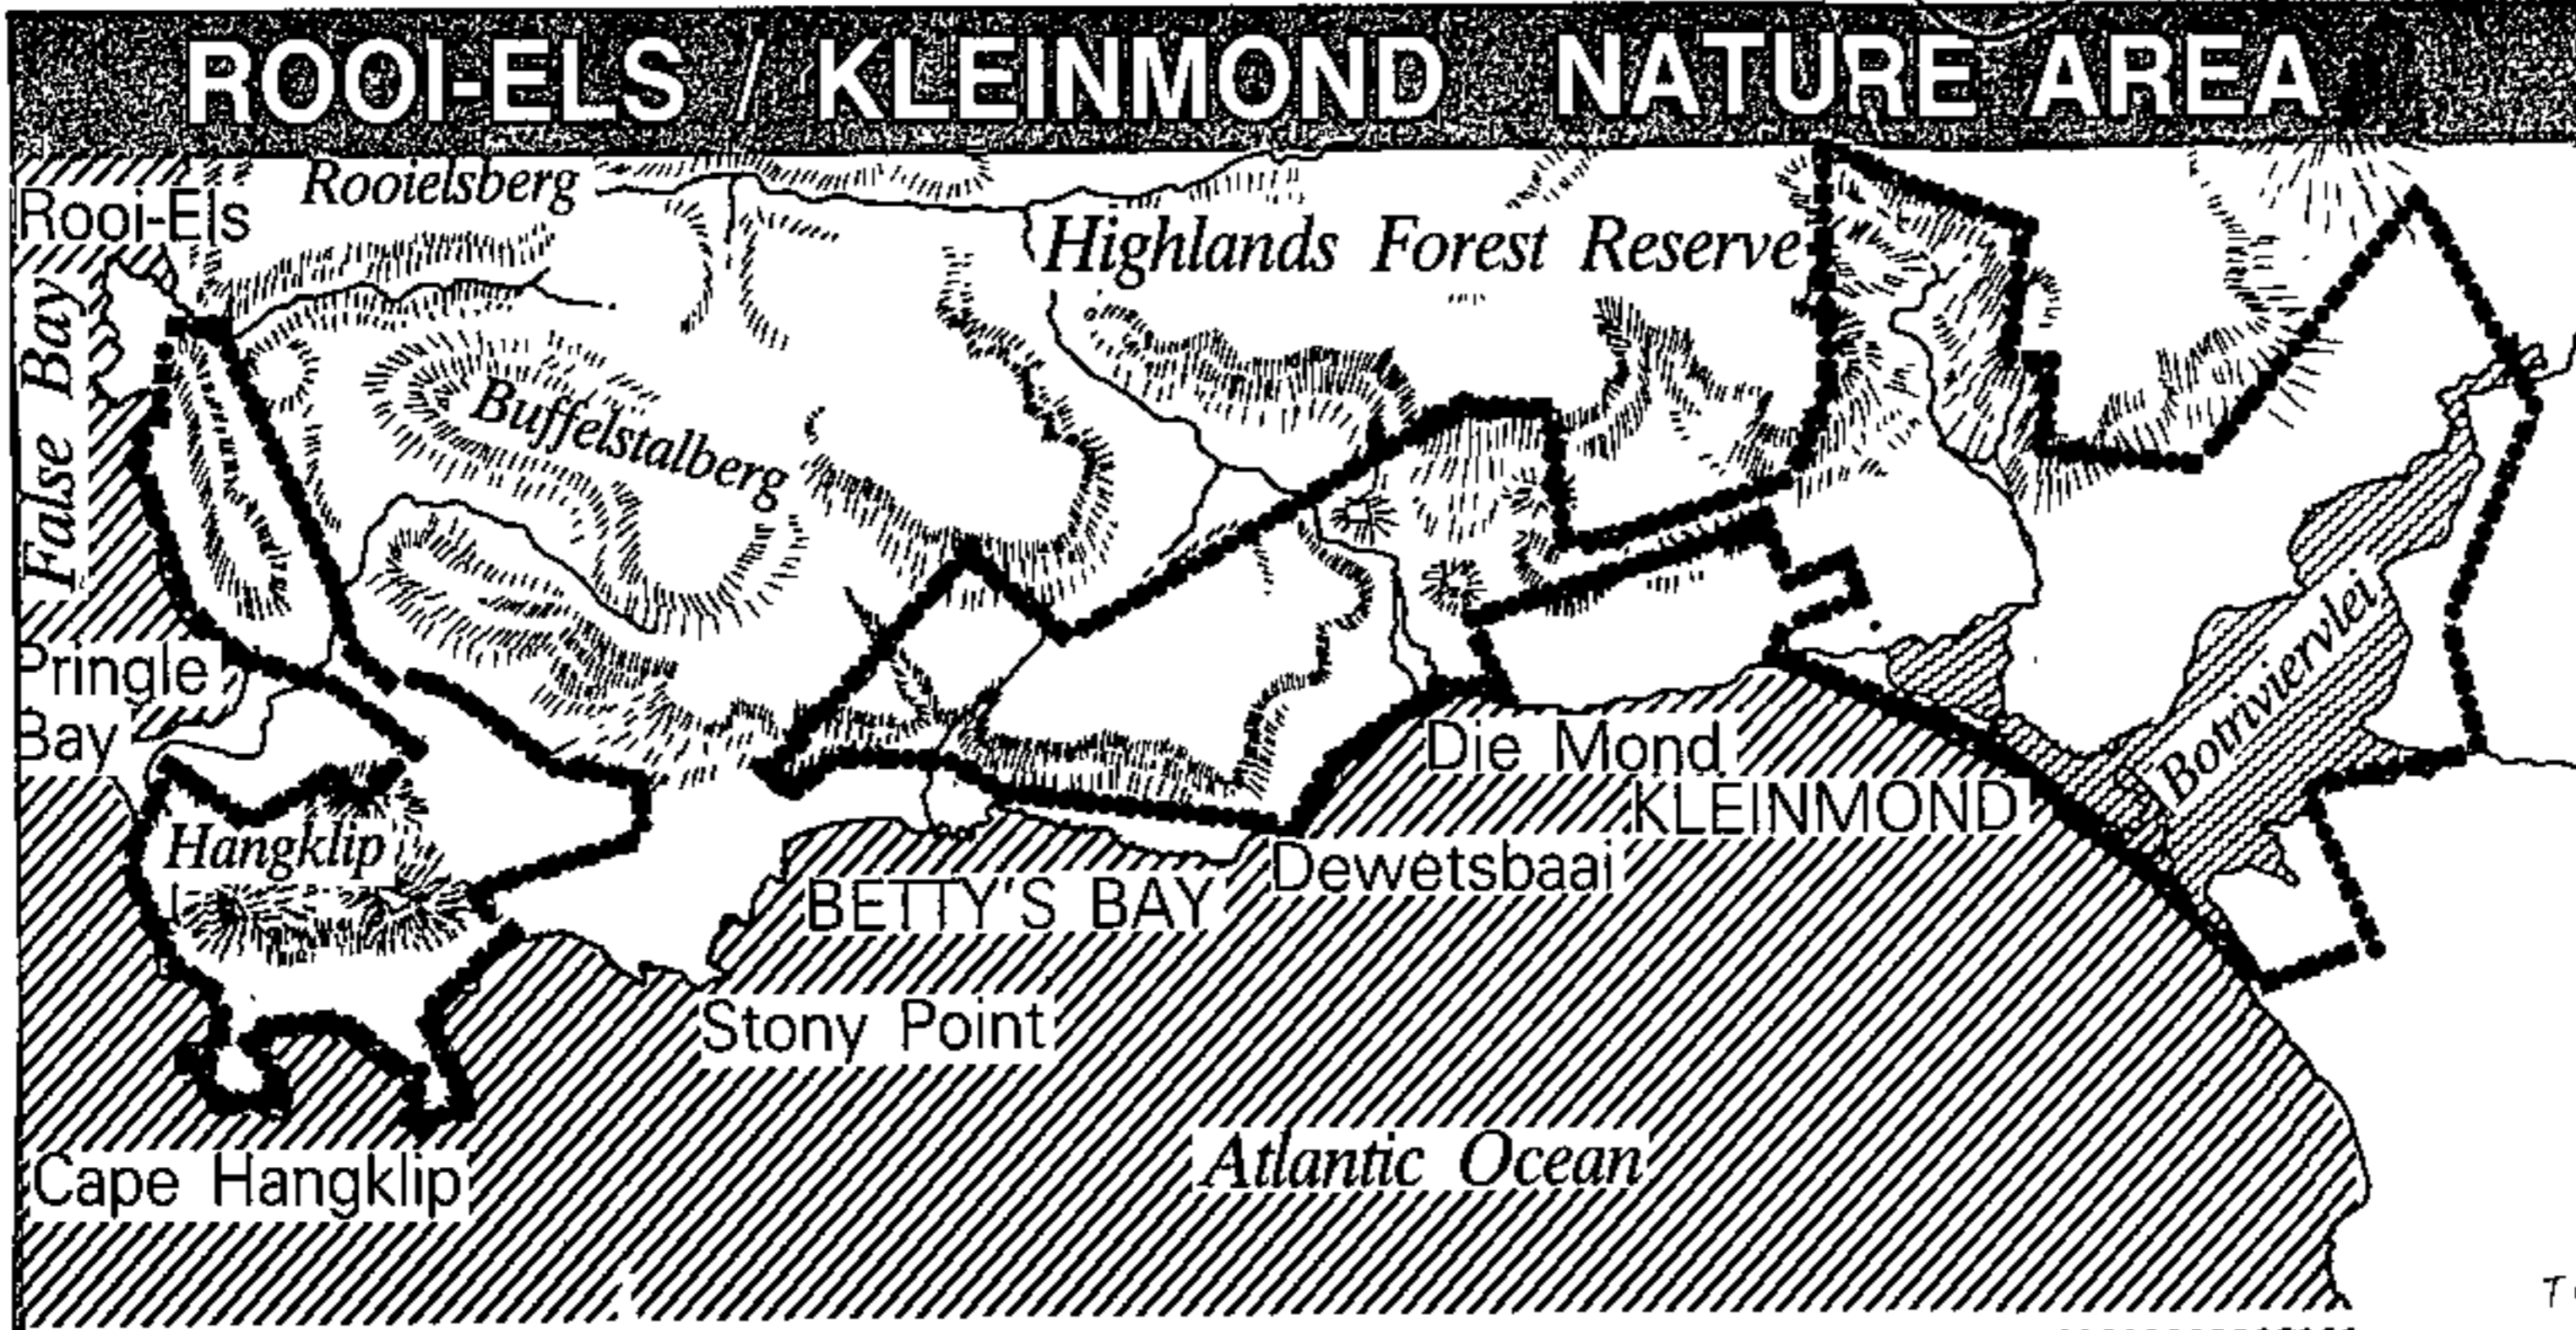 ROOI-ELS / KLEINMOND NATURE AREA
Rooielsberg
Rooi-Els
Highlands Forest Reserve
False Bay
Buffelstalberg
Pringle
Bay
Botriviervlei
Die Mond
KLEINMOND
Hangklip
Dewetsbaai
BETTY'S BAY
Stony Point
Atlantic Ocean
Cape Hangklip